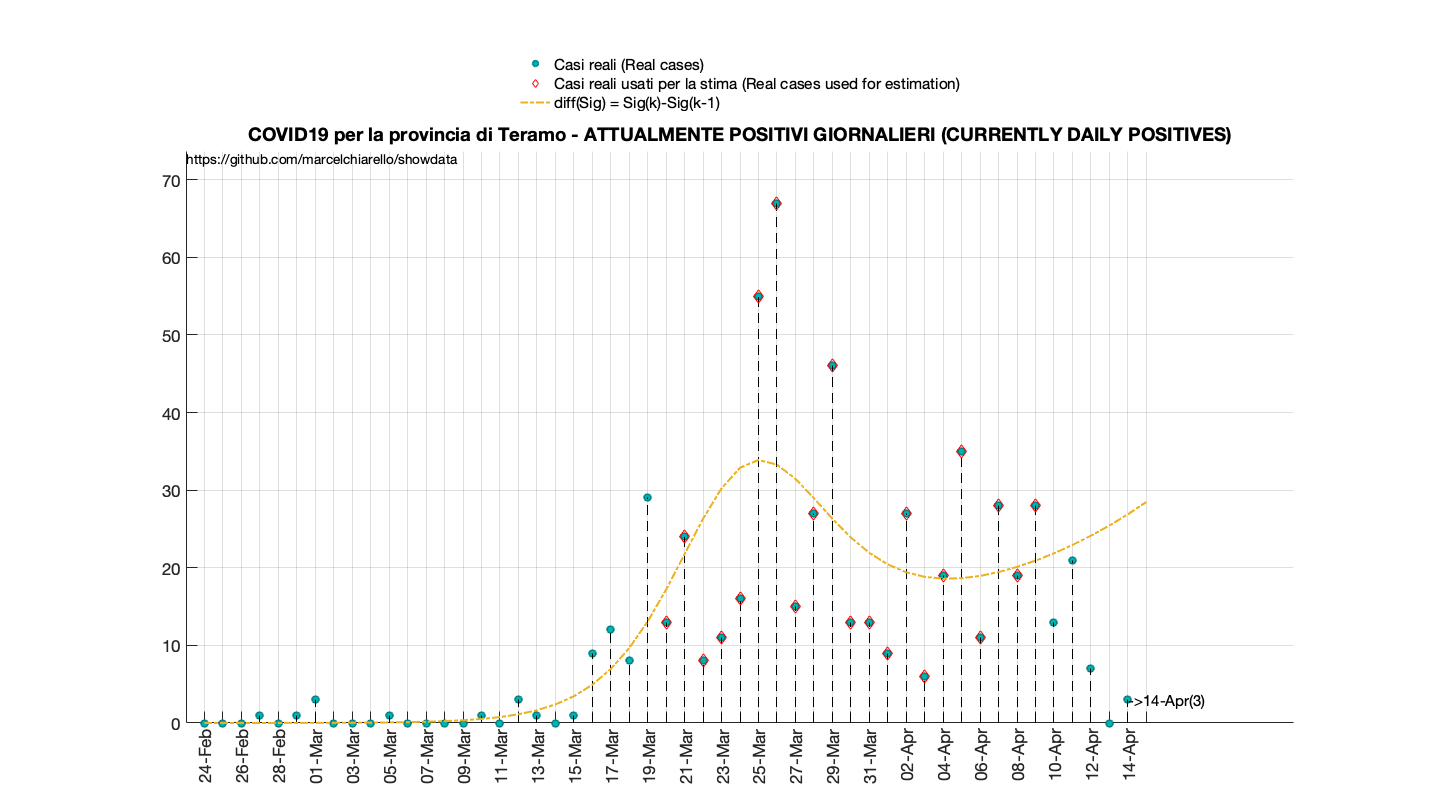 Casi reali (Real cases)
Casi reali usati per la stima (Real cases used for estimation)
diff(Sig) = Sig(k)-Sig(k-1)
COVID19 per la provincia di Teramo - ATTUALMENTE POSITIVI GIORNALIERI (CURRENTLY DAILY POSITIVES)
https://github.com/marcelchiarello/showdata
70
60
50
40
30
20
10
0
->14-Apr(3)
24-Feb
26-Feb
28-Feb
01-Mar
03-Mar
05-Mar
07-Mar
09-Mar
11-Mar
13-Mar
15-Mar
17-Mar
19-Mar
21-Mar
23-Mar
25-Mar
27-Mar
29-Mar
31-Mar
02-Apr
04-Apr
06-Apr
08-Apr
10-Apr
12-Apr
14-Apr